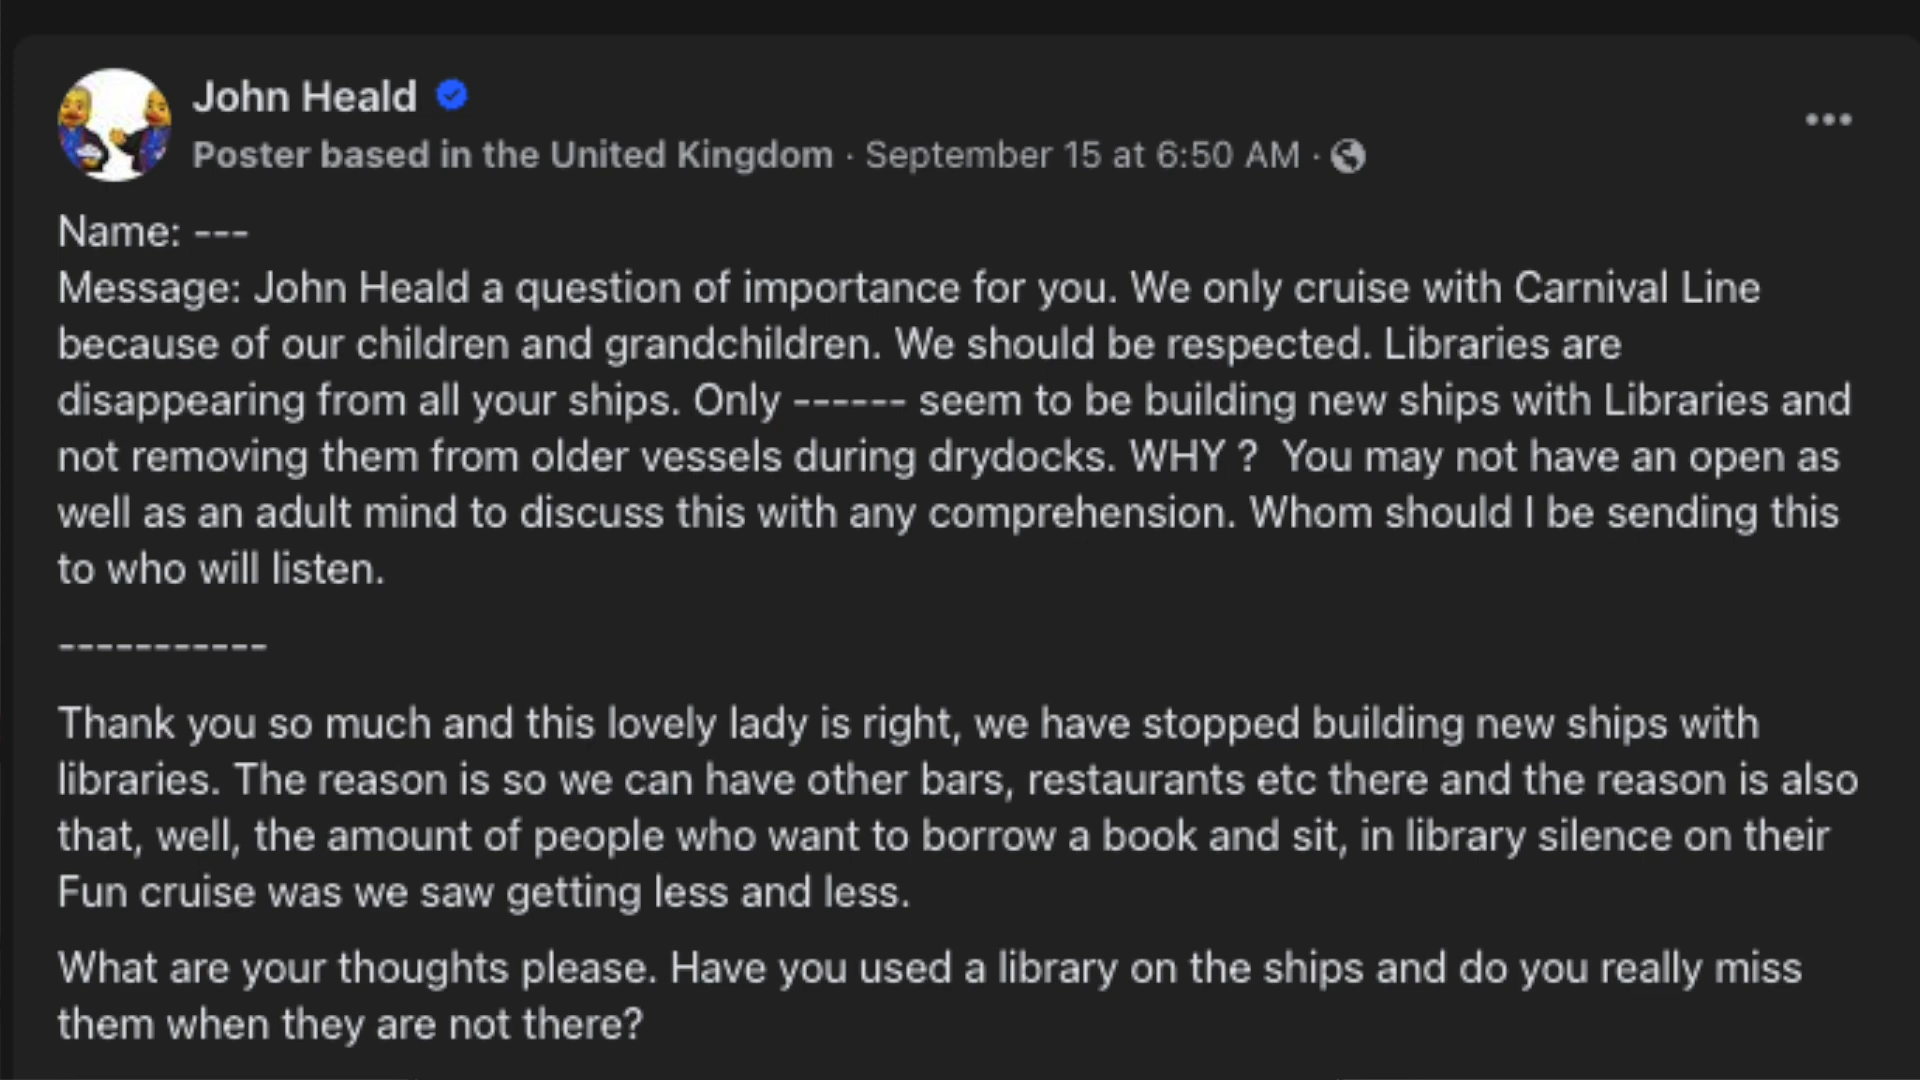 John Heald
Poster based in the United Kingdom · September 15 at 6:50 AM ·
Name: ---
Message: John Heald a question of importance for you. We only cruise with Carnival Line
because of our children and grandchildren. We should be respected. Libraries are
disappearing from all your ships. Only ------ seem to be building new ships with Libraries and
not removing them from older vessels during drydocks. WHY ?  You may not have an open as
well as an adult mind to discuss this with any comprehension. Whom should I be sending this
to who will listen.
-----------
Thank you so much and this lovely lady is right, we have stopped building new ships with
libraries. The reason is so we can have other bars, restaurants etc there and the reason is also
that, well, the amount of people who want to borrow a book and sit, in library silence on their
Fun cruise was we saw getting less and less.
What are your thoughts please. Have you used a library on the ships and do you really miss
them when they are not there?